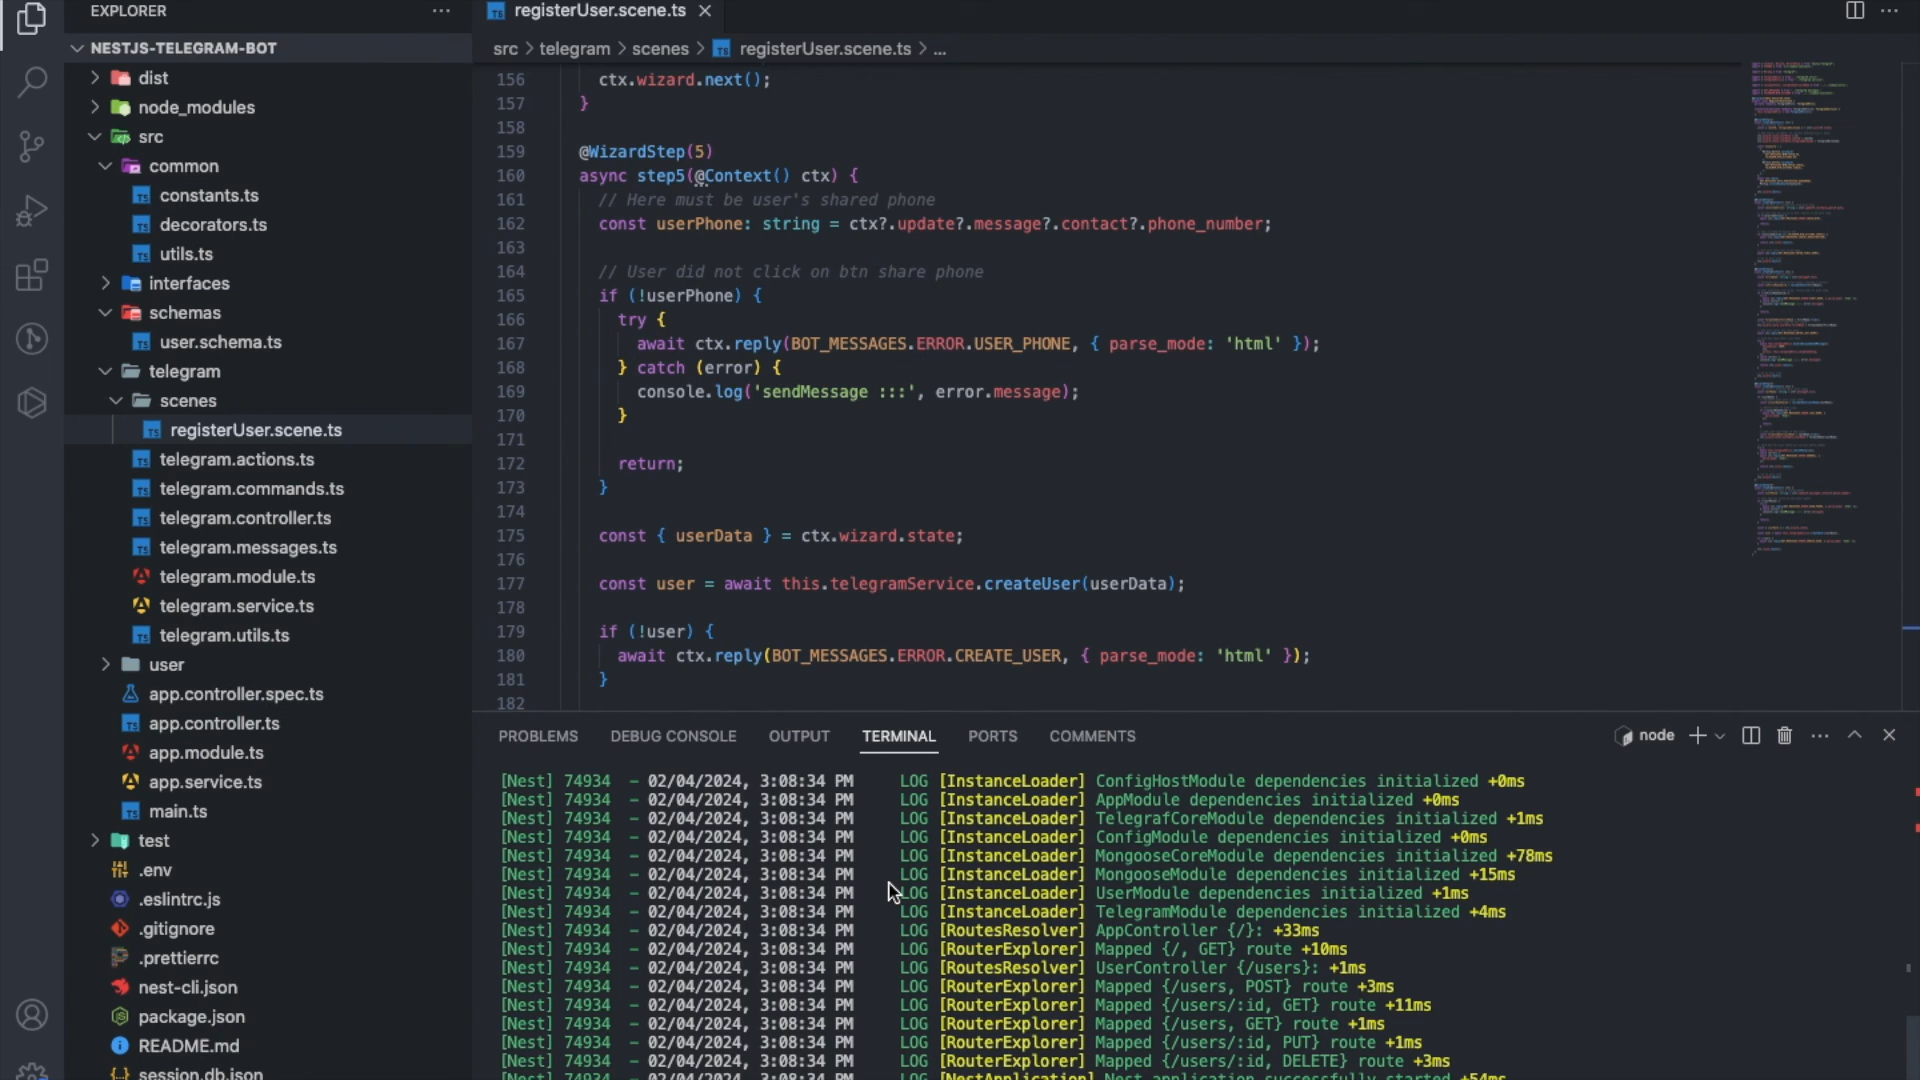 EXPLORER
NESTJS-TELEGRAM-BOT
dist
node_modules
src
common
constants.ts
decorators.ts
utils.ts
interfaces
schemas
user.schema.ts
telegram
scenes
registerUser.scene.ts
telegram.actions.ts
telegram.commands.ts
telegram.controller.ts
telegram.messages.ts
telegram.module.ts
telegram.service.ts
telegram.utils.ts
user
app.controller.spec.ts
app.controller.ts
app.module.ts
app.service.ts
main.ts
test
.env
.eslintrc.js
.gitignore
.prettierrc
nest-cli.json
package.json
README.md
session.db.json
registerUser.scene.ts
src > telegram > scenes > registerUser.scene.ts > ...
156 ctx.wizard.next();
157 }
158
159 @WizardStep(5)
160 async step5(@Context() ctx) {
161 // Here must be user's shared phone
162 const userPhone: string = ctx?.update?.message?.contact?.phone_number;
163
164 // User did not click on btn share phone
165 if (!userPhone) {
166 try {
167 await ctx.reply(BOT_MESSAGES.ERROR.USER_PHONE, { parse_mode: 'html' });
168 } catch (error) {
169 console.log('sendMessage :::', error.message);
170 }
171
172 return;
173 }
174
175 const { userData } = ctx.wizard.state;
176
177 const user = await this.telegramService.createUser(userData);
178
179 if (!user) {
180 await ctx.reply(BOT_MESSAGES.ERROR.CREATE_USER, { parse_mode: 'html' });
181 }
182
PROBLEMS DEBUG CONSOLE OUTPUT TERMINAL PORTS COMMENTS node
[Nest] 74934 - 02/04/2024, 3:08:34 PM LOG [InstanceLoader] ConfigHostModule dependencies initialized +0ms
[Nest] 74934 - 02/04/2024, 3:08:34 PM LOG [InstanceLoader] AppModule dependencies initialized +0ms
[Nest] 74934 - 02/04/2024, 3:08:34 PM LOG [InstanceLoader] TelegrafCoreModule dependencies initialized +1ms
[Nest] 74934 - 02/04/2024, 3:08:34 PM LOG [InstanceLoader] ConfigModule dependencies initialized +0ms
[Nest] 74934 - 02/04/2024, 3:08:34 PM LOG [InstanceLoader] MongooseCoreModule dependencies initialized +78ms
[Nest] 74934 - 02/04/2024, 3:08:34 PM LOG [InstanceLoader] MongooseModule dependencies initialized +15ms
[Nest] 74934 - 02/04/2024, 3:08:34 PM LOG [InstanceLoader] UserModule dependencies initialized +1ms
[Nest] 74934 - 02/04/2024, 3:08:34 PM LOG [InstanceLoader] TelegramModule dependencies initialized +4ms
[Nest] 74934 - 02/04/2024, 3:08:34 PM LOG [RoutesResolver] AppController {/}: +33ms
[Nest] 74934 - 02/04/2024, 3:08:34 PM LOG [RouterExplorer] Mapped {/, GET} route +10ms
[Nest] 74934 - 02/04/2024, 3:08:34 PM LOG [RoutesResolver] UserController {/users}: +1ms
[Nest] 74934 - 02/04/2024, 3:08:34 PM LOG [RouterExplorer] Mapped {/users, POST} route +3ms
[Nest] 74934 - 02/04/2024, 3:08:34 PM LOG [RouterExplorer] Mapped {/users/:id, GET} route +11ms
[Nest] 74934 - 02/04/2024, 3:08:34 PM LOG [RouterExplorer] Mapped {/users, GET} route +1ms
[Nest] 74934 - 02/04/2024, 3:08:34 PM LOG [RouterExplorer] Mapped {/users/:id, PUT} route +1ms
[Nest] 74934 - 02/04/2024, 3:08:34 PM LOG [RouterExplorer] Mapped {/users/:id, DELETE} route +3ms
[Nest] 74934 - 02/04/2024, 3:08:34 PM LOG [NestApplication] Nest application successfully started +54ms